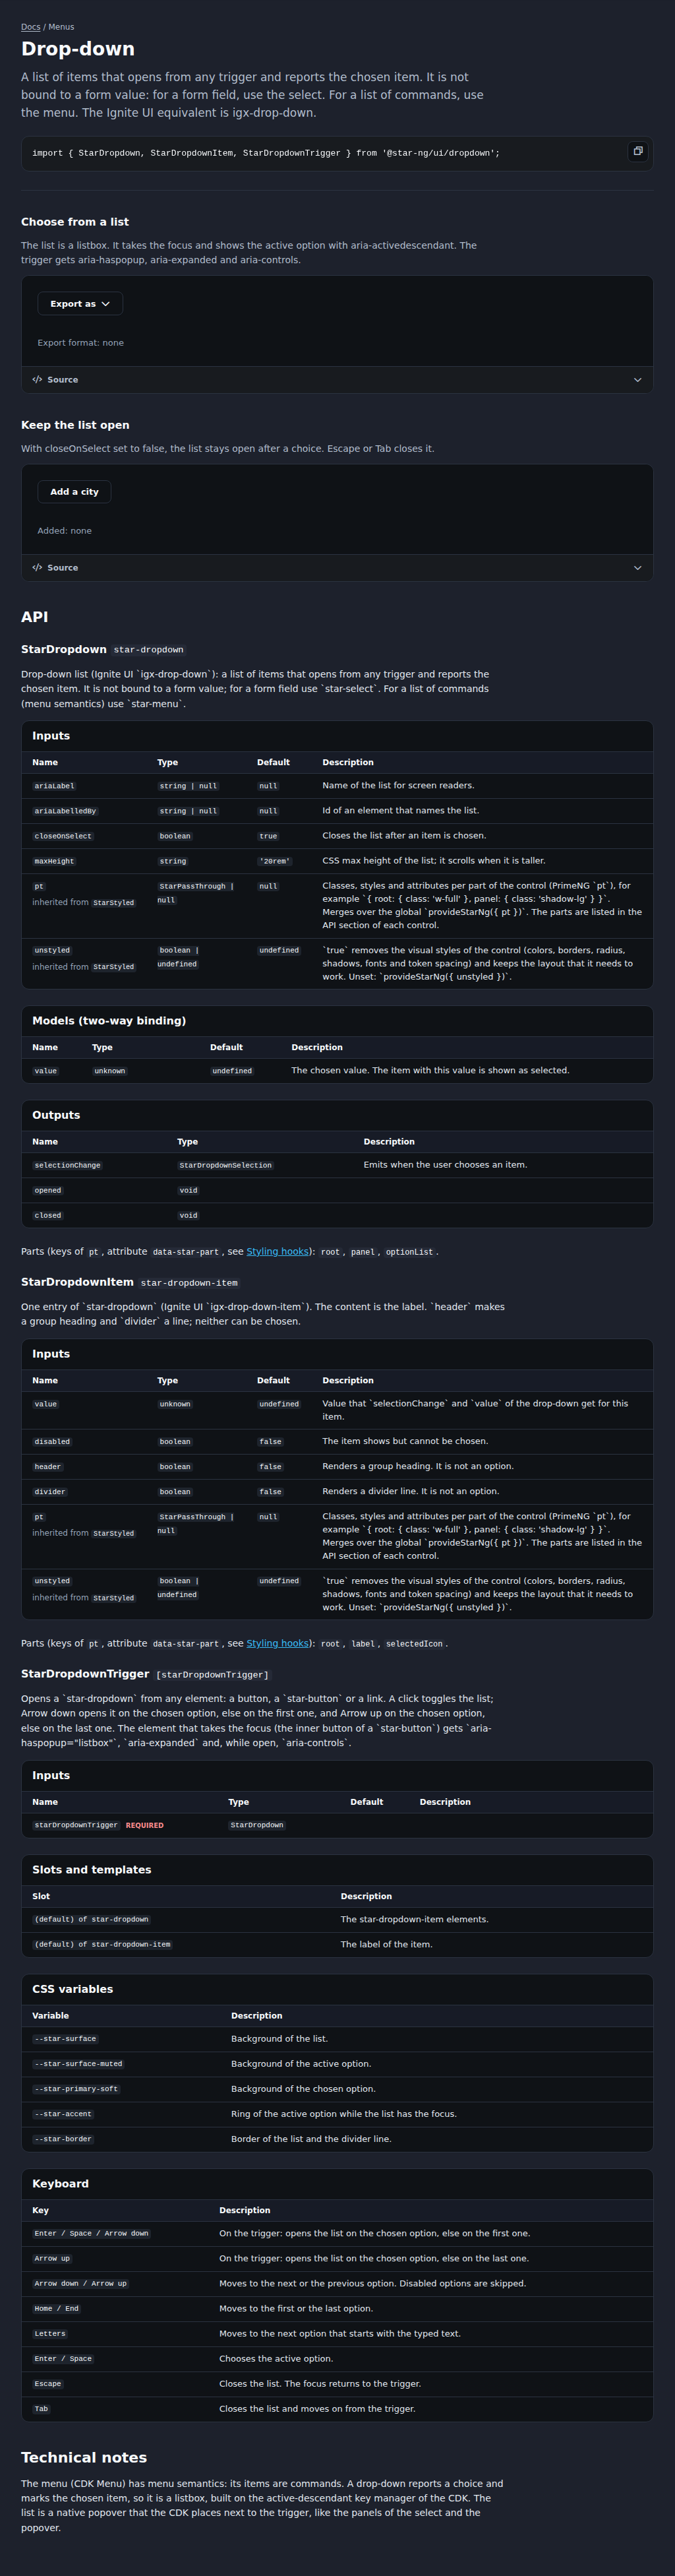 Docs / Menus
Drop-down
A list of items that opens from any trigger and reports the chosen item. It is not
bound to a form value: for a form field, use the select. For a list of commands, use
the menu. The Ignite UI equivalent is igx-drop-down.
import { StarDropdown, StarDropdownItem, StarDropdownTrigger } from '@star-ng/ui/dropdown';
Choose from a list
The list is a listbox. It takes the focus and shows the active option with aria-activedescendant. The
trigger gets aria-haspopup, aria-expanded and aria-controls.
Export as
Export format: none
Source
Keep the list open
With closeOnSelect set to false, the list stays open after a choice. Escape or Tab closes it.
Add a city
Added: none
Source
API
StarDropdown star-dropdown
Drop-down list (Ignite UI `igx-drop-down`): a list of items that opens from any trigger and reports the
chosen item. It is not bound to a form value; for a form field use `star-select`. For a list of commands
(menu semantics) use `star-menu`.
Inputs
Name Type Default Description
ariaLabel string | null null Name of the list for screen readers.
ariaLabelledBy string | null null Id of an element that names the list.
closeOnSelect boolean true Closes the list after an item is chosen.
maxHeight string '20rem' CSS max height of the list; it scrolls when it is taller.
pt StarPassThrough | null Classes, styles and attributes per part of the control (PrimeNG `pt`), for
inherited from StarStyled null example `{ root: { class: 'w-full' }, panel: { class: 'shadow-lg' } }`.
Merges over the global `provideStarNg({ pt })`. The parts are listed in the
API section of each control.
unstyled boolean | undefined `true` removes the visual styles of the control (colors, borders, radius,
inherited from StarStyled undefined shadows, fonts and token spacing) and keeps the layout that it needs to
work. Unset: `provideStarNg({ unstyled })`.
Models (two-way binding)
Name Type Default Description
value unknown undefined The chosen value. The item with this value is shown as selected.
Outputs
Name Type Description
selectionChange StarDropdownSelection Emits when the user chooses an item.
opened void
closed void
Parts (keys of pt, attribute data-star-part, see Styling hooks): root, panel, optionList.
StarDropdownItem star-dropdown-item
One entry of `star-dropdown` (Ignite UI `igx-drop-down-item`). The content is the label. `header` makes
a group heading and `divider` a line; neither can be chosen.
Inputs
Name Type Default Description
value unknown undefined Value that `selectionChange` and `value` of the drop-down get for this
item.
disabled boolean false The item shows but cannot be chosen.
header boolean false Renders a group heading. It is not an option.
divider boolean false Renders a divider line. It is not an option.
pt StarPassThrough | null Classes, styles and attributes per part of the control (PrimeNG `pt`), for
inherited from StarStyled null example `{ root: { class: 'w-full' }, panel: { class: 'shadow-lg' } }`.
Merges over the global `provideStarNg({ pt })`. The parts are listed in the
API section of each control.
unstyled boolean | undefined `true` removes the visual styles of the control (colors, borders, radius,
inherited from StarStyled undefined shadows, fonts and token spacing) and keeps the layout that it needs to
work. Unset: `provideStarNg({ unstyled })`.
Parts (keys of pt, attribute data-star-part, see Styling hooks): root, label, selectedIcon.
StarDropdownTrigger [starDropdownTrigger]
Opens a `star-dropdown` from any element: a button, a `star-button` or a link. A click toggles the list;
Arrow down opens it on the chosen option, else on the first one, and Arrow up on the chosen option,
else on the last one. The element that takes the focus (the inner button of a `star-button`) gets `aria-
haspopup="listbox"`, `aria-expanded` and, while open, `aria-controls`.
Inputs
Name Type Default Description
starDropdownTrigger REQUIRED StarDropdown
Slots and templates
Slot Description
(default) of star-dropdown The star-dropdown-item elements.
(default) of star-dropdown-item The label of the item.
CSS variables
Variable Description
--star-surface Background of the list.
--star-surface-muted Background of the active option.
--star-primary-soft Background of the chosen option.
--star-accent Ring of the active option while the list has the focus.
--star-border Border of the list and the divider line.
Keyboard
Key Description
Enter / Space / Arrow down On the trigger: opens the list on the chosen option, else on the first one.
Arrow up On the trigger: opens the list on the chosen option, else on the last one.
Arrow down / Arrow up Moves to the next or the previous option. Disabled options are skipped.
Home / End Moves to the first or the last option.
Letters Moves to the next option that starts with the typed text.
Enter / Space Chooses the active option.
Escape Closes the list. The focus returns to the trigger.
Tab Closes the list and moves on from the trigger.
Technical notes
The menu (CDK Menu) has menu semantics: its items are commands. A drop-down reports a choice and
marks the chosen item, so it is a listbox, built on the active-descendant key manager of the CDK. The
list is a native popover that the CDK places next to the trigger, like the panels of the select and the
popover.